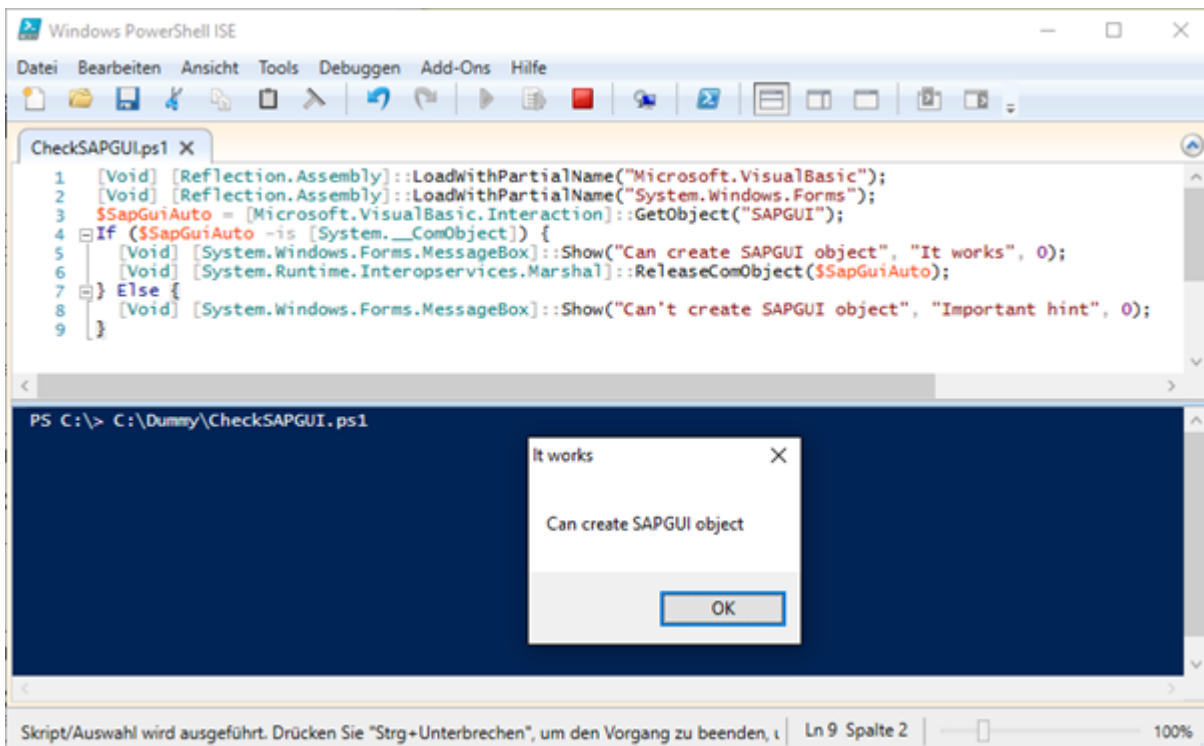 Windows PowerShell ISE
Datei Bearbeiten Ansicht Tools Debuggen Add-Ons Hilfe
CheckSAPGUI.ps1 X
1 [Void] [Reflection.Assembly]::LoadWithPartialName("Microsoft.VisualBasic");
2 [Void] [Reflection.Assembly]::LoadWithPartialName("System.Windows.Forms");
3 $SapGuiAuto = [Microsoft.VisualBasic.Interaction]::GetObject("SAPGUI");
4 If ($SapGuiAuto -is [System.__ComObject]) {
5 [Void] [System.Windows.Forms.MessageBox]::Show("Can create SAPGUI object", "It works", 0);
6 [Void] [System.Runtime.Interopservices.Marshal]::ReleaseComObject($SapGuiAuto);
7 } Else {
8 [Void] [System.Windows.Forms.MessageBox]::Show("Can't create SAPGUI object", "Important hint", 0);
9 }
PS C:\> C:\Dummy\CheckSAPGUI.ps1
It works
Can create SAPGUI object
OK
Skript/Auswahl wird ausgeführt. Drücken Sie "Strg+Unterbrechen", um den Vorgang zu beenden, Ln 9 Spalte 2 100%